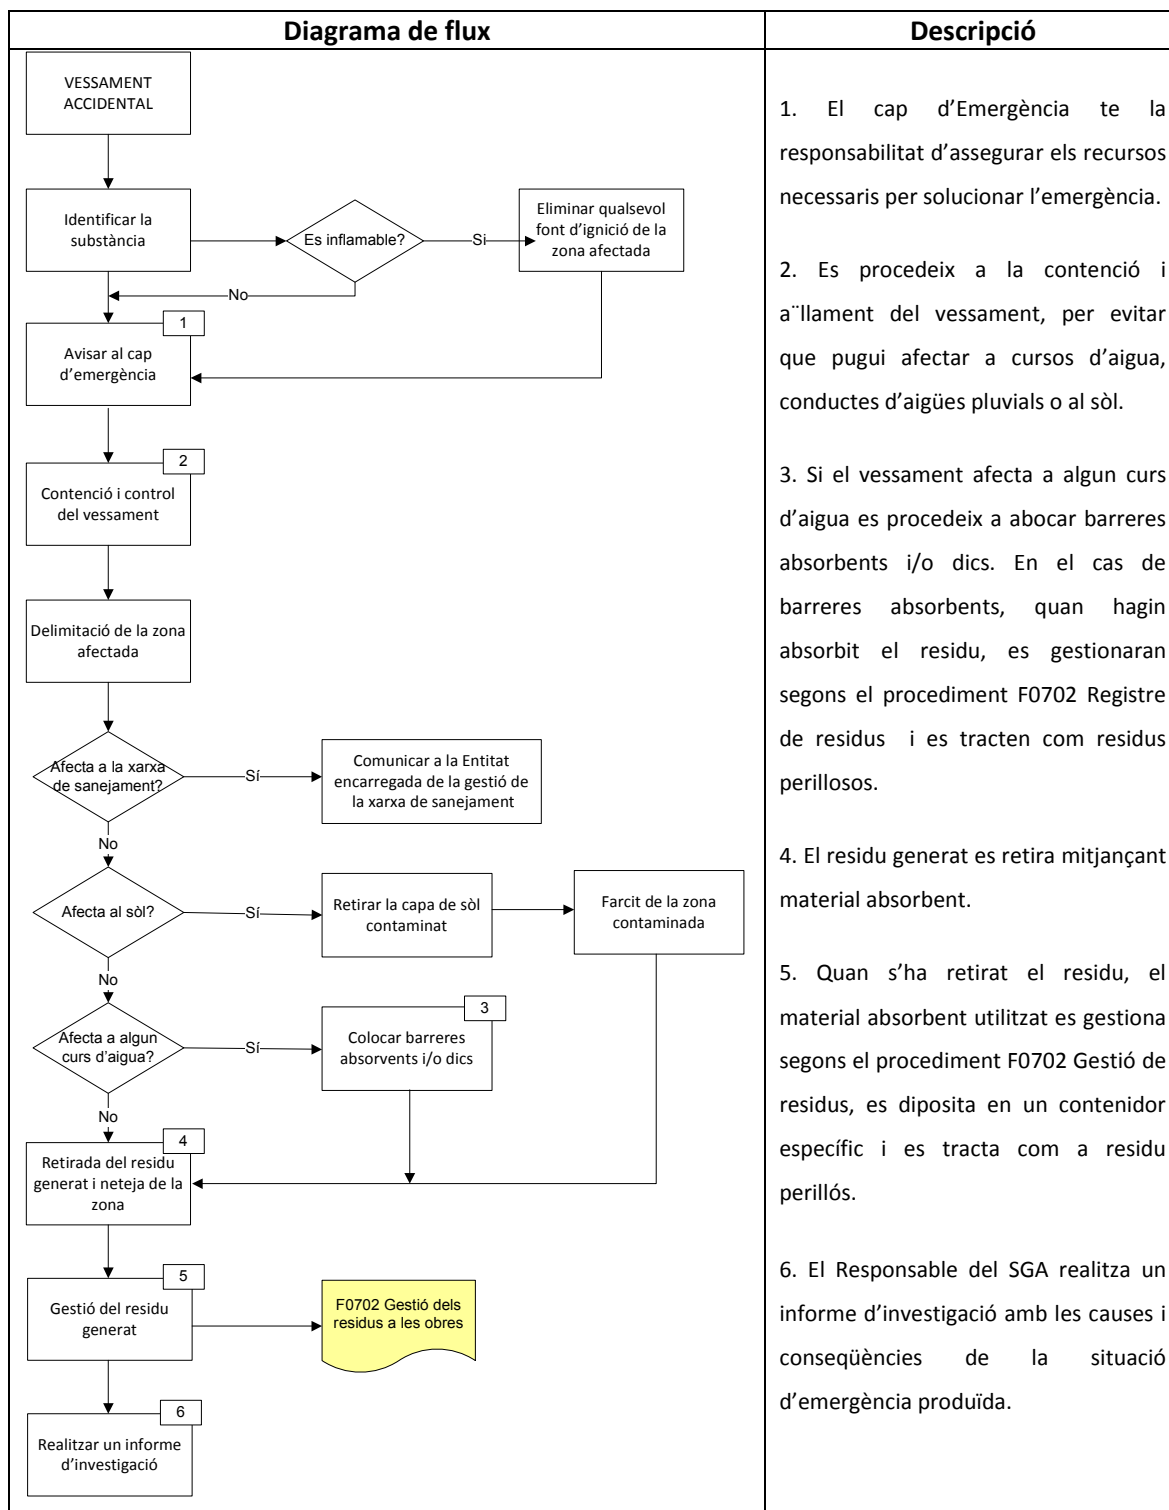 Diagrama de flux
Descripció
VESSAMENT
ACCIDENTAL
Identificar la
substància
Es inflamable?
Si
Eliminar qualsevol
font d'ignició de la
zona afectada
No
1
Avisar al cap
d'emergència
2
Contenció i control
del vessament
Delimitació de la zona
afectada
Afecta a la xarxa
de sanejament?
Sí
Comunicar a la Entitat
encarregada de la gestió de
la xarxa de sanejament
No
Afecta al sòl?
Sí
Retirar la capa de sòl
contaminat
Farcit de la zona
contaminada
No
Afecta a algun
curs d'aigua?
Sí
3
Colocar barreres
absorvents i/o dics
No
4
Retirada del residu
generat i neteja de la
zona
5
Gestió del residu
generat
F0702 Gestió dels
residus a les obres
6
Realitzar un informe
d'investigació
1. El cap d'Emergència te la
responsabilitat d'assegurar els recursos
necessaris per solucionar l'emergència.
2. Es procedeix a la contenció i
a¨llament del vessament, per evitar
que pugui afectar a cursos d'aigua,
conductes d'aigües pluvials o al sòl.
3. Si el vessament afecta a algun curs
d'aigua es procedeix a abocar barreres
absorbents i/o dics. En el cas de
barreres absorbents, quan hagin
absorbit el residu, es gestionaran
segons el procediment F0702 Registre
de residus i es tracten com residus
perillosos.
4. El residu generat es retira mitjançant
material absorbent.
5. Quan s'ha retirat el residu, el
material absorbent utilitzat es gestiona
segons el procediment F0702 Gestió de
residus, es diposita en un contenidor
específic i es tracta com a residu
perillós.
6. El Responsable del SGA realitza un
informe d'investigació amb les causes i
conseqüències de la situació
d'emergència produïda.